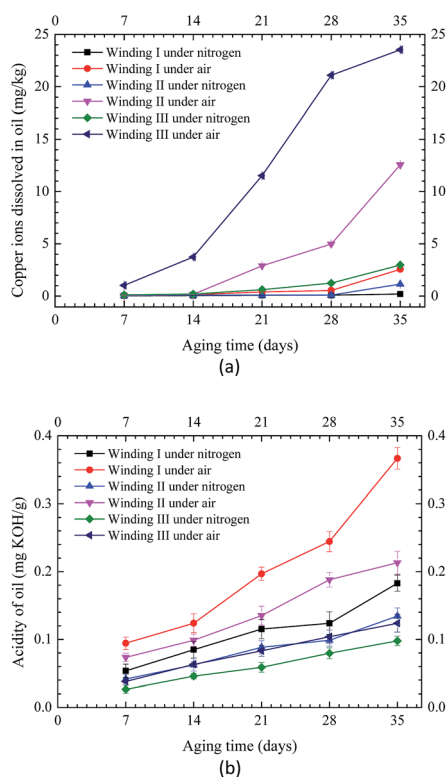 0 7 14 21 28 35
25 25
20 20
15 15
10 10
5 5
0 0
Copper ions dissolved in oil (mg/kg)
Winding I under nitrogen
Winding I under air
Winding II under nitrogen
Winding II under air
Winding III under nitrogen
Winding III under air
0 7 14 21 28 35
Aging time (days)
(a)
0 7 14 21 28 35
0.4 0.4
0.3 0.3
0.2 0.2
0.1 0.1
0.0 0.0
Acidity of oil (mg KOH/g)
Winding I under nitrogen
Winding I under air
Winding II under nitrogen
Winding II under air
Winding III under nitrogen
Winding III under air
0 7 14 21 28 35
Aging time (days)
(b)